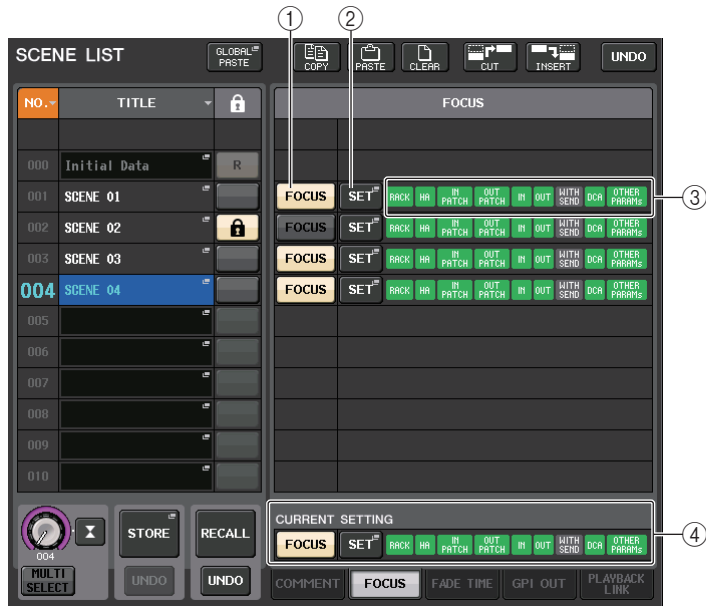 ① ②
SCENE LIST GLOBAL PASTE COPY PASTE CLEAR CUT INSERT UNDO
NO. TITLE FOCUS
000 Initial Data R
001 SCENE 01 FOCUS SET RACK HA IN PATCH OUT PATCH IN OUT WITH SEND DCA OTHER PARAMs ③
002 SCENE 02 FOCUS SET RACK HA IN PATCH OUT PATCH IN OUT WITH SEND DCA OTHER PARAMs
003 SCENE 03 FOCUS SET RACK HA IN PATCH OUT PATCH IN OUT WITH SEND DCA OTHER PARAMs
004 SCENE 04 FOCUS SET RACK HA IN PATCH OUT PATCH IN OUT WITH SEND DCA OTHER PARAMs
005
006
007
008
009
010
CURRENT SETTING
004 STORE RECALL FOCUS SET RACK HA IN PATCH OUT PATCH IN OUT WITH SEND DCA OTHER PARAMs ④
MULTI SELECT UNDO UNDO COMMENT FOCUS FADE TIME GPI OUT PLAYBACK LINK